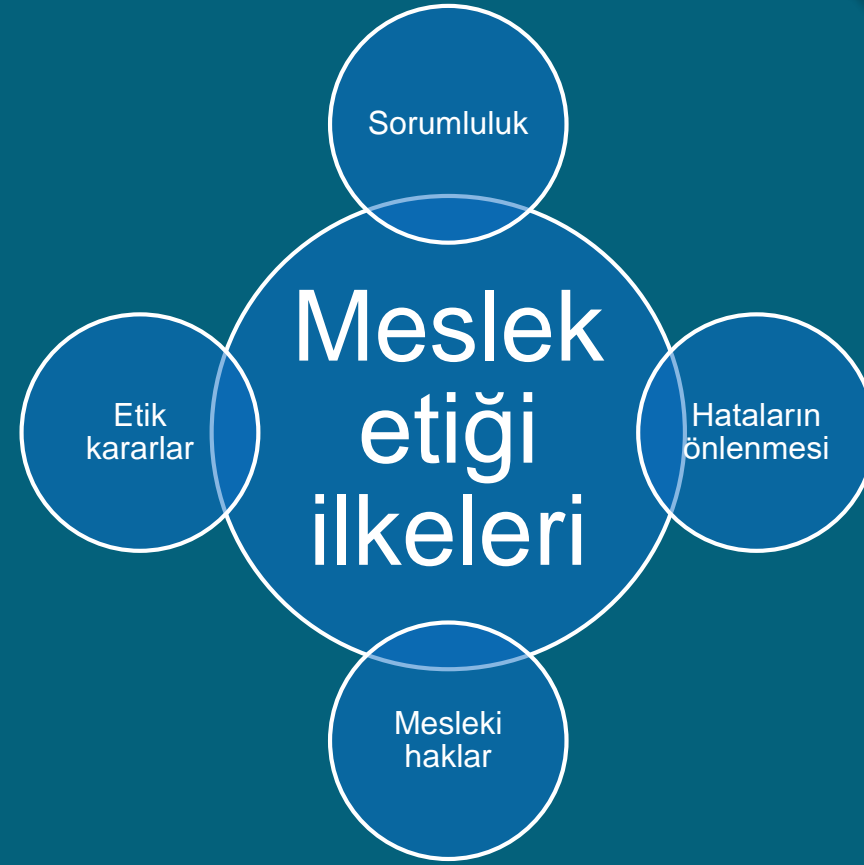 Sorumluluk
Meslek
etiği
ilkeleri
Etik
kararlar
Hataların
önlenmesi
Mesleki
haklar